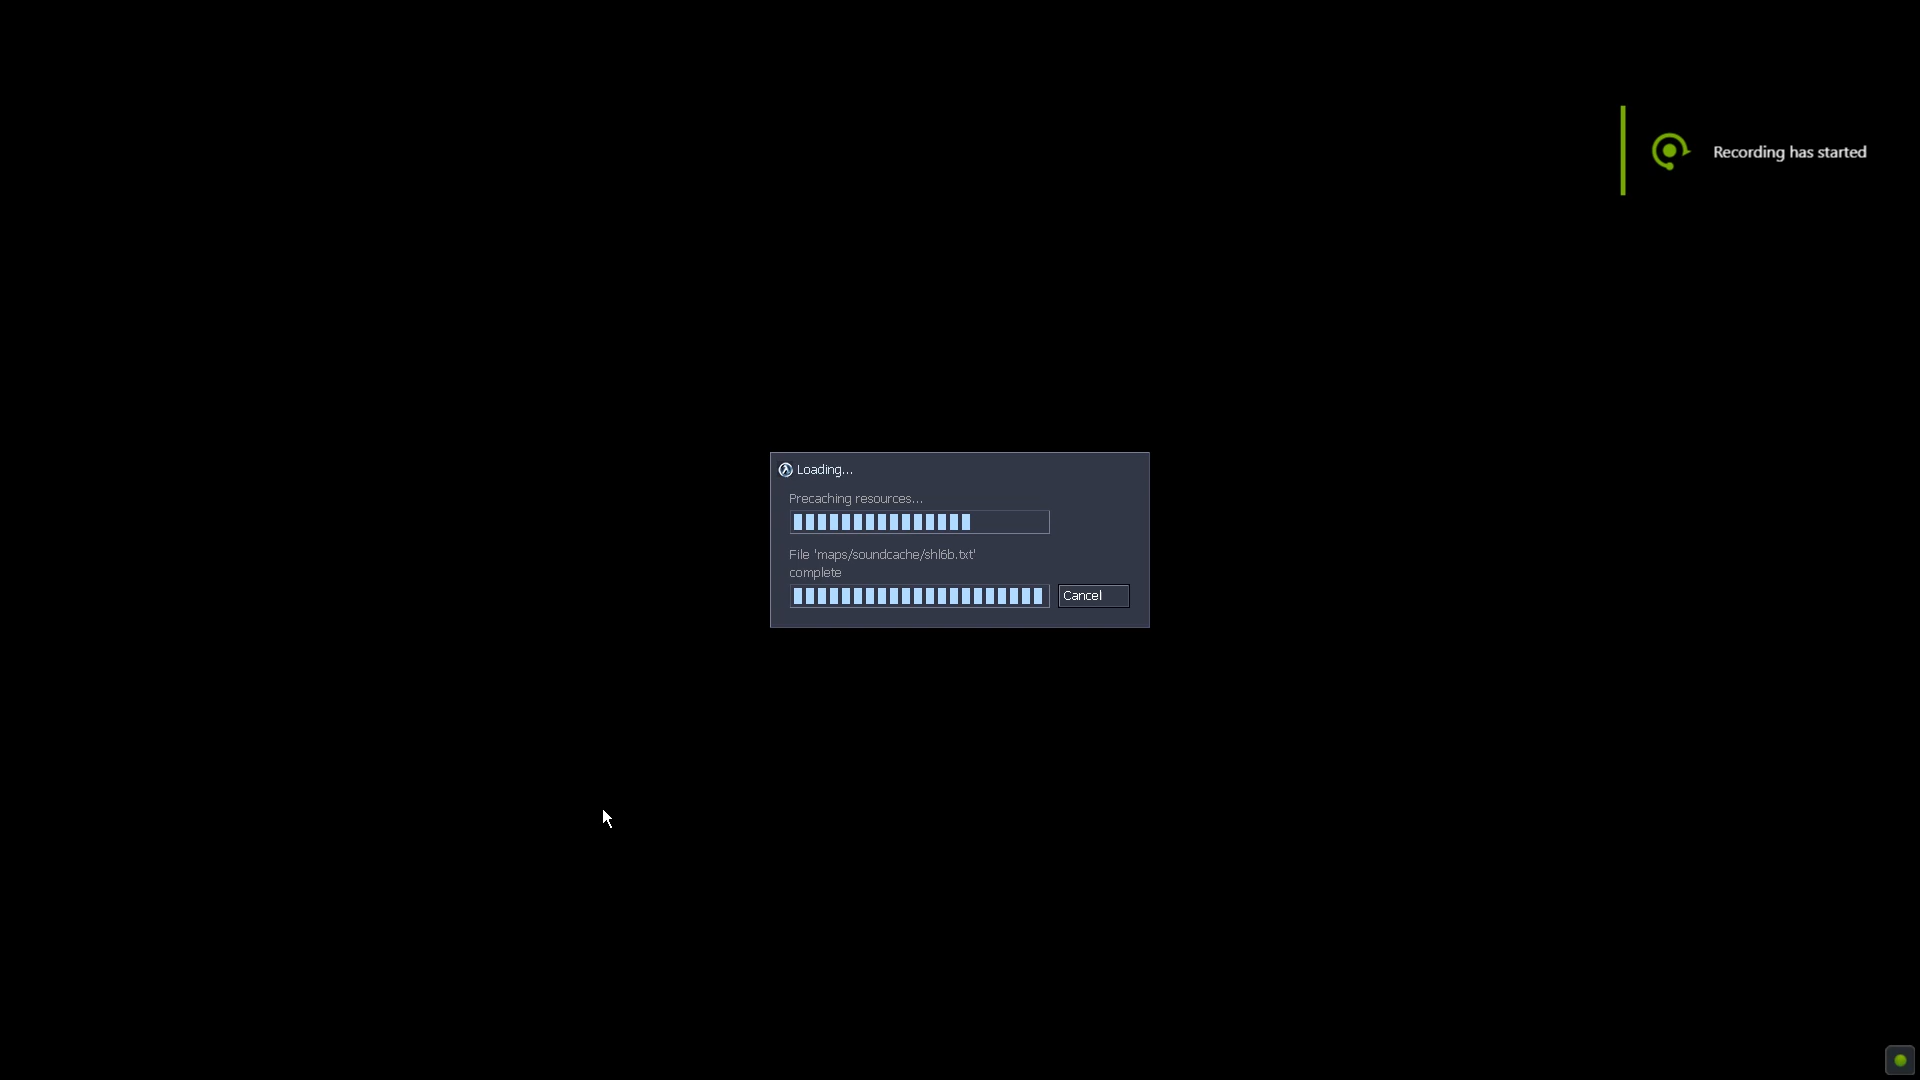 Recording has started
Loading...
Precaching resources...
File 'maps/soundcache/shl6b.txt'
complete
Cancel